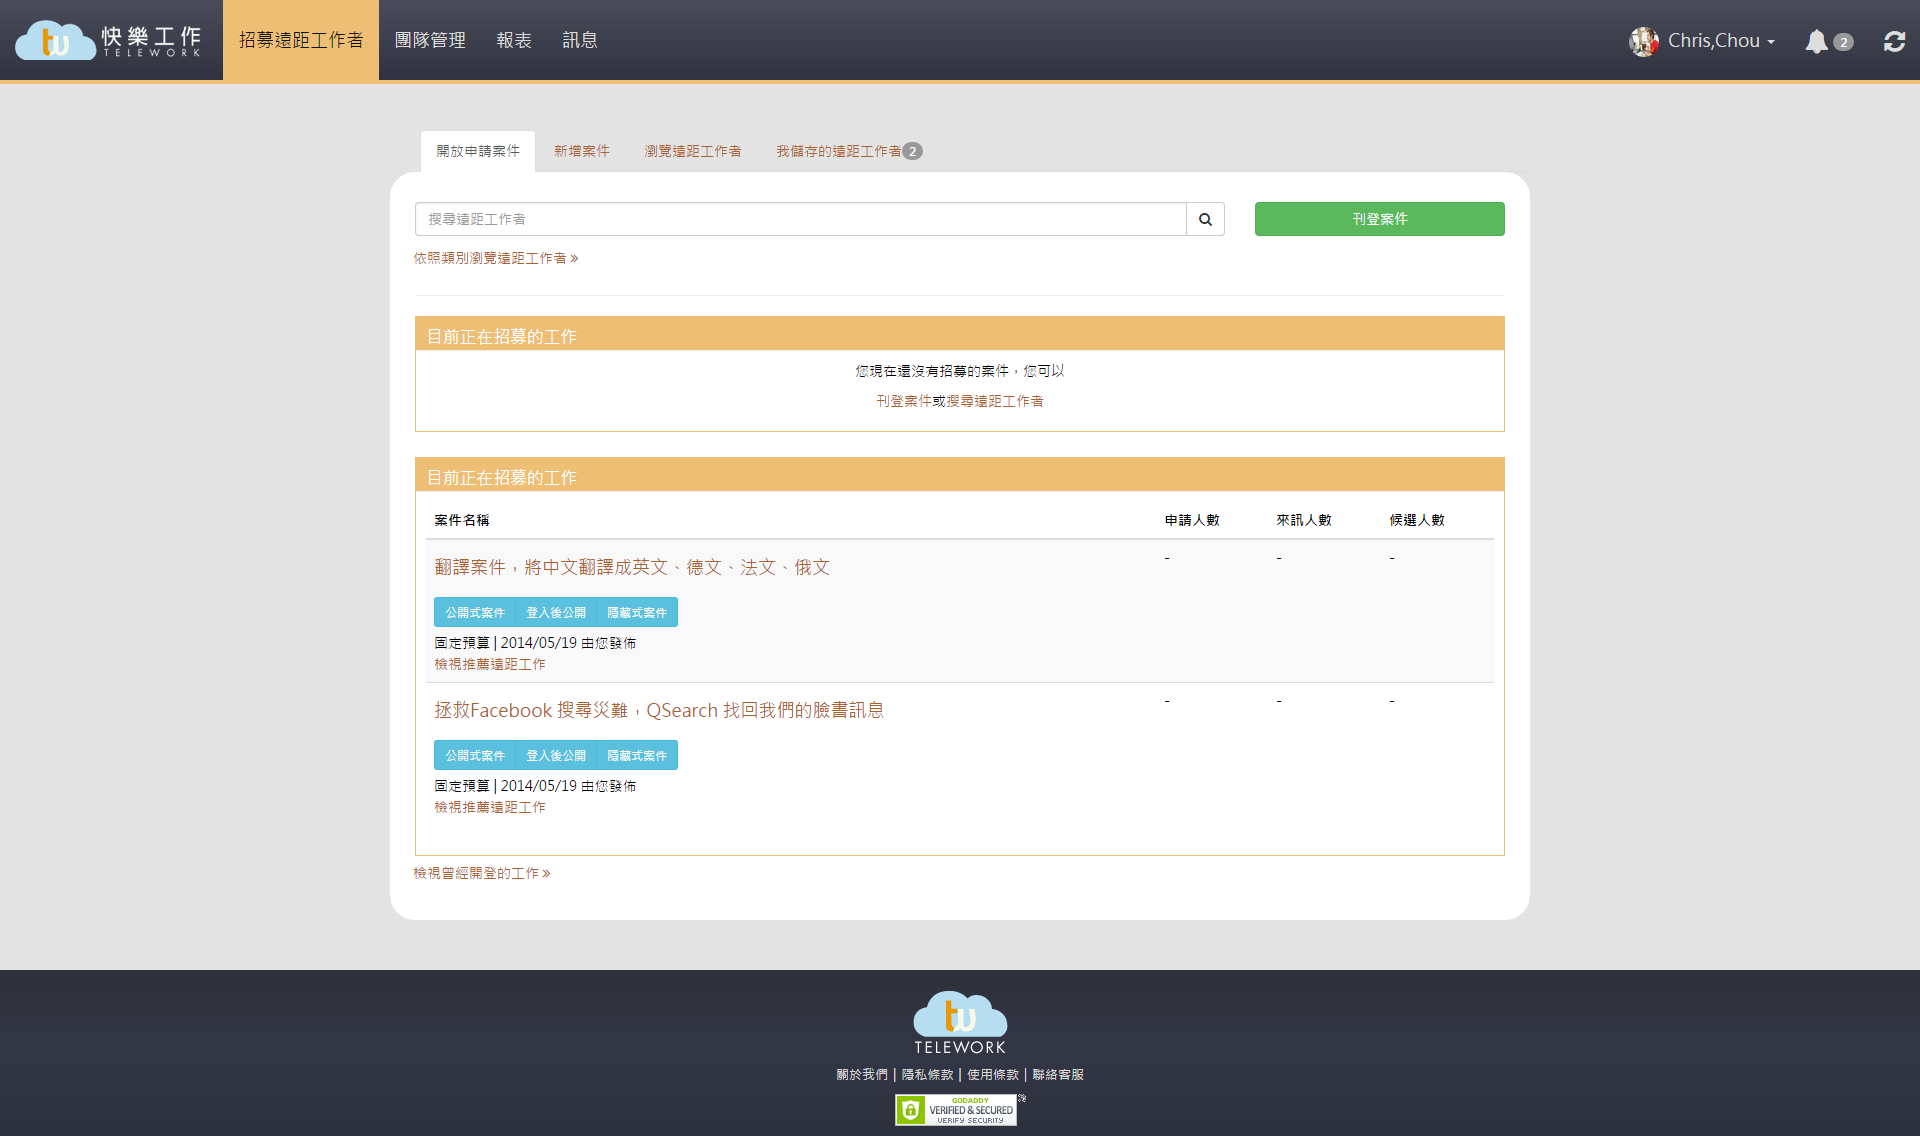 tw 快樂工作 TELEWORK
招募遠距工作者 團隊管理 報表 訊息 Chris,Chou 2
開放申請案件 新增案件 瀏覽遠距工作者 我儲存的遠距工作者 2
搜尋遠距工作者
刊登案件
依照類別瀏覽遠距工作者 »
目前正在招募的工作
您現在還沒有招募的案件，您可以
刊登案件或搜尋遠距工作者
目前正在招募的工作
案件名稱 申請人數 來訊人數 候選人數
翻譯案件，將中文翻譯成英文、德文、法文、俄文 - - -
公開式案件 登入後公開 隱藏式案件
固定預算 | 2014/05/19 由您發佈
檢視推薦遠距工作
拯救Facebook 搜尋災難，QSearch 找回我們的臉書訊息 - - -
公開式案件 登入後公開 隱藏式案件
固定預算 | 2014/05/19 由您發佈
檢視推薦遠距工作
檢視曾經開登的工作 »
tw
TELEWORK
關於我們 | 隱私條款 | 使用條款 | 聯絡客服
GODADDY
VERIFIED & SECURED
VERIFY SECURITY